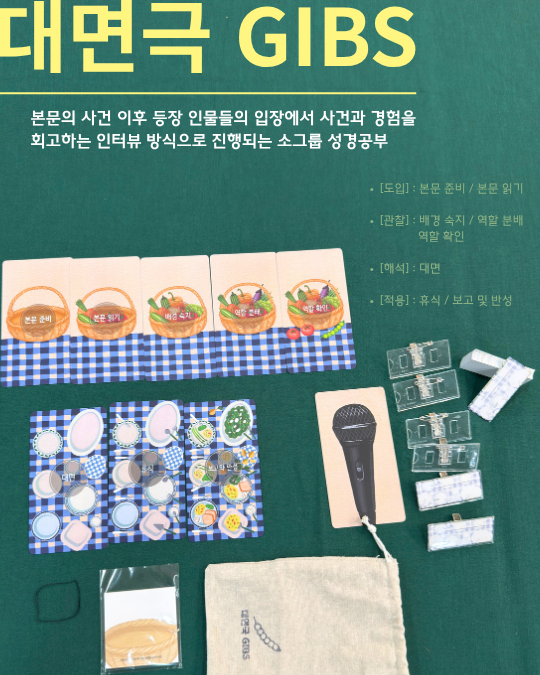 대면극 GIBS
본문의 사건 이후 등장 인물들의 입장에서 사건과 경험을
회고하는 인터뷰 방식으로 진행되는 소그룹 성경공부
• [도입] : 본문 준비 / 본문 읽기
• [관찰] : 배경 숙지 / 역할 분배
역할 확인
• [해석] : 대면
• [적용] : 휴식 / 보고 및 반성
본문 준비
본문 읽기
배경 숙지
역할 분배
역할 확인
대면
휴식
보고 및 반성
대면극 GIBS